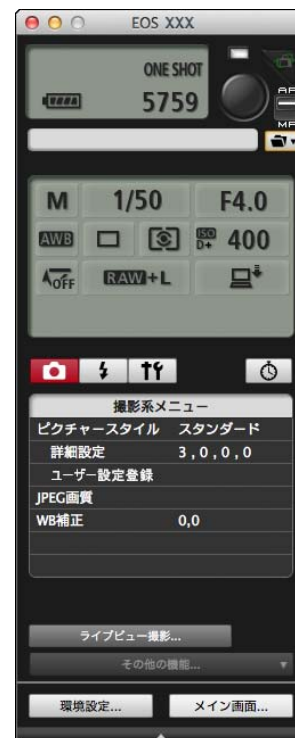 EOS XXX
ONE SHOT
5759
AF
MF
M 1/50 F4.0
AWB ISO D+ 400
OFF RAW+L
撮影系メニュー
ピクチャースタイル スタンダード
詳細設定 3,0,0,0
ユーザー設定登録
JPEG画質
WB補正 0,0
ライブビュー撮影...
その他の機能...
環境設定... メイン画面...